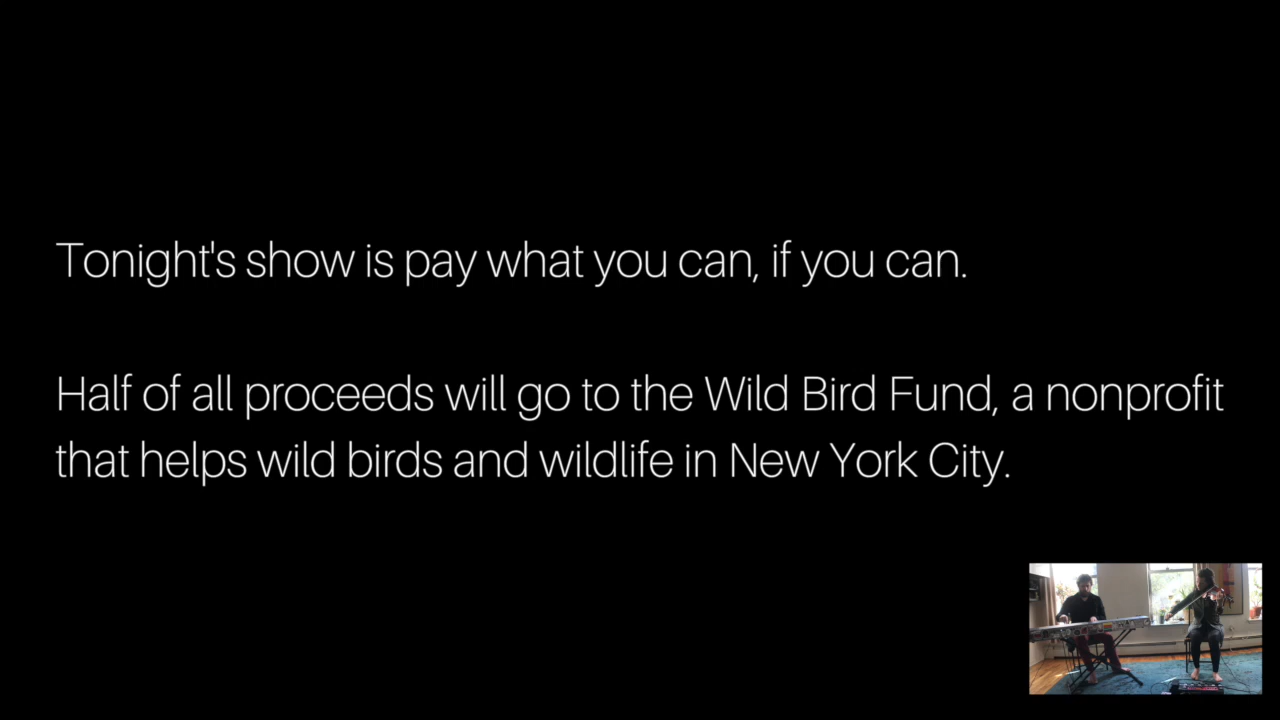 Tonight's show is pay what you can, if you can.
Half of all proceeds will go to the Wild Bird Fund, a nonprofit
that helps wild birds and wildlife in New York City.